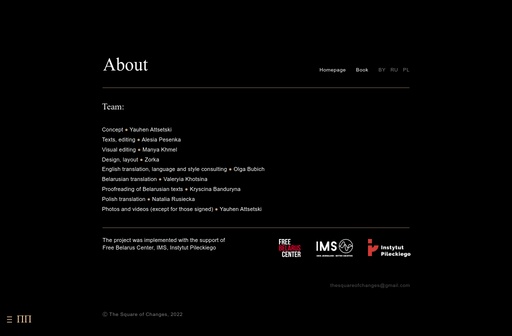 About
Homepage Book BY RU PL
Team:
Concept ● Yauhen Attsetski
Texts, editing ● Alesia Pesenka
Visual editing ● Manya Khmel
Design, layout ● Zorka
English translation, language and style consulting ● Olga Bubich
Belarusian translation ● Valeryia Khotsina
Proofreading of Belarusian texts ● Kryscina Banduryna
Polish translation ● Natalia Rusiecka
Photos and videos (except for those signed) ● Yauhen Attsetski
The project was implemented with the support of
Free Belarus Center, IMS, Instytut Pileckiego
FREE
BELARUS
CENTER
IMS
Instytut
Pileckiego
thesquareofchanges@gmail.com
ПП
© The Square of Changes, 2022